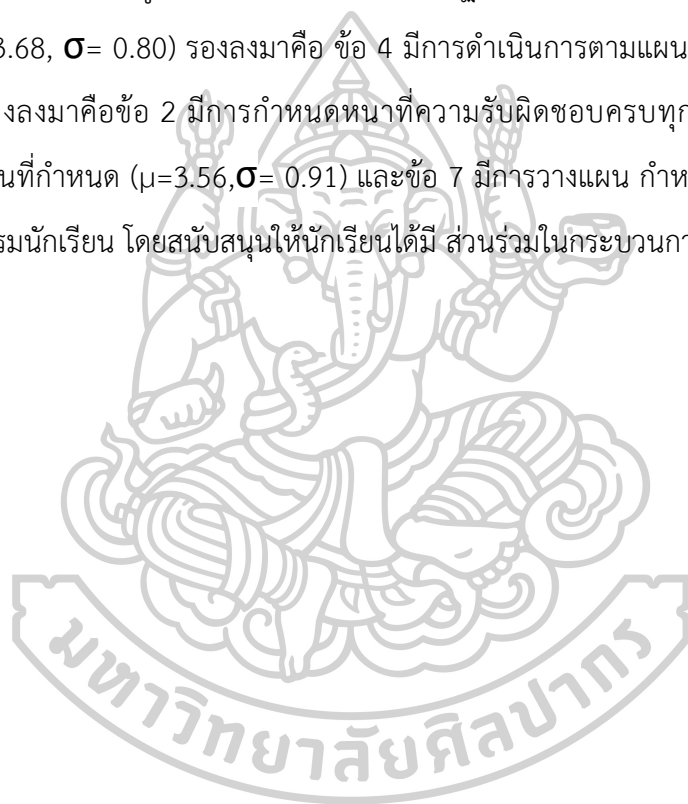 3.68, σ= 0.80) รองลงมาคือ ข้อ 4 มีการดำเนินการตามแผน
งลงมาคือข้อ 2 มีการกำหนดหนาที่ความรับผิดชอบครบทุก
นที่กำหนด (μ=3.56,σ= 0.91) และข้อ 7 มีการวางแผน กำห
รมนักเรียน โดยสนับสนุนให้นักเรียนได้มี ส่วนร่วมในกระบวนกา
มหาวิทยาลัยศิลปากร